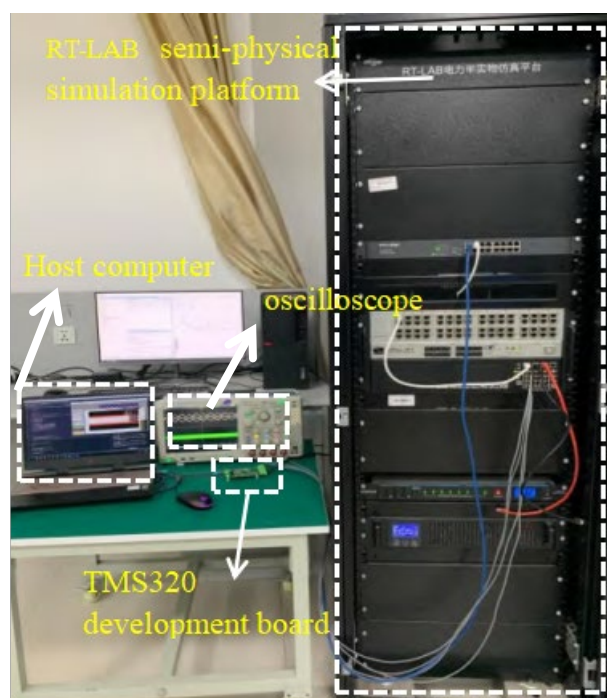 RT-LAB semi-physical
simulation platform
RT-LAB电力半实物仿真平台
Host computer
oscilloscope
TMS320
development board